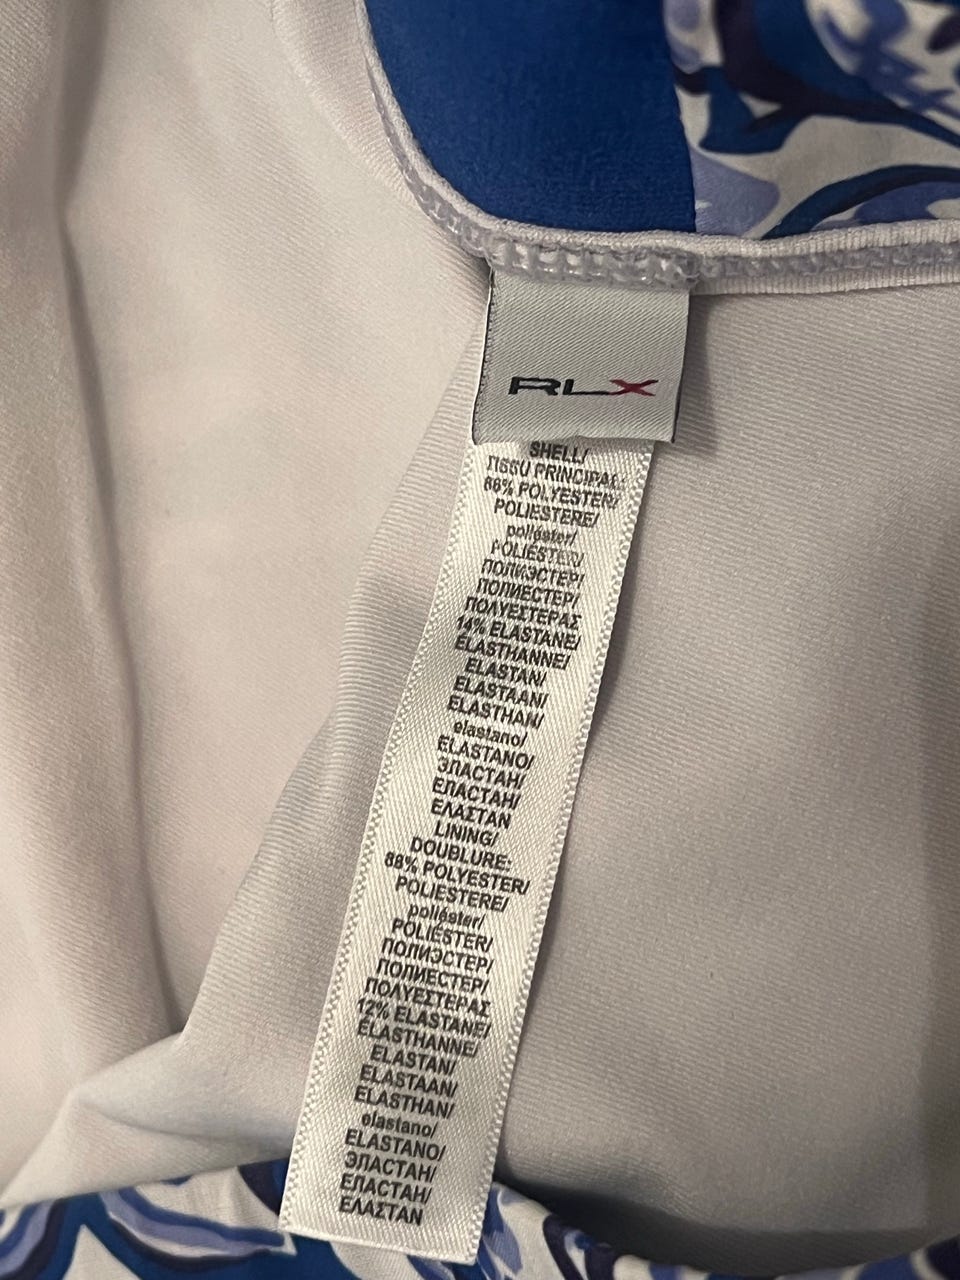 RLX
SHELL/
TISSU PRINCIPAL:
86% POLYESTER/
POLIESTERE/
poliéster/
POLIÉSTER/
ПОЛИЭСТЕР/
ПОЛИЕСТЕР/
ΠΟΛΥΕΣΤΕΡΑΣ
14% ELASTANE/
ÉLASTHANNE/
ELASTAN/
ELASTAAN/
ELASTHAN/
elastano/
ELASTANO/
ЭЛАСТАН/
ЕЛАСТАН/
ΕΛΑΣΤΑΝ
LINING/
DOUBLURE:
88% POLYESTER/
POLIESTERE/
poliéster/
POLIÉSTER/
ПОЛИЭСТЕР/
ПОЛИЕСТЕР/
ΠΟΛΥΕΣΤΕΡΑΣ
12% ELASTANE/
ÉLASTHANNE/
ELASTAN/
ELASTAAN/
ELASTHAN/
elastano/
ELASTANO/
ЭЛАСТАН/
ЕЛАСТАН/
ΕΛΑΣΤΑΝ